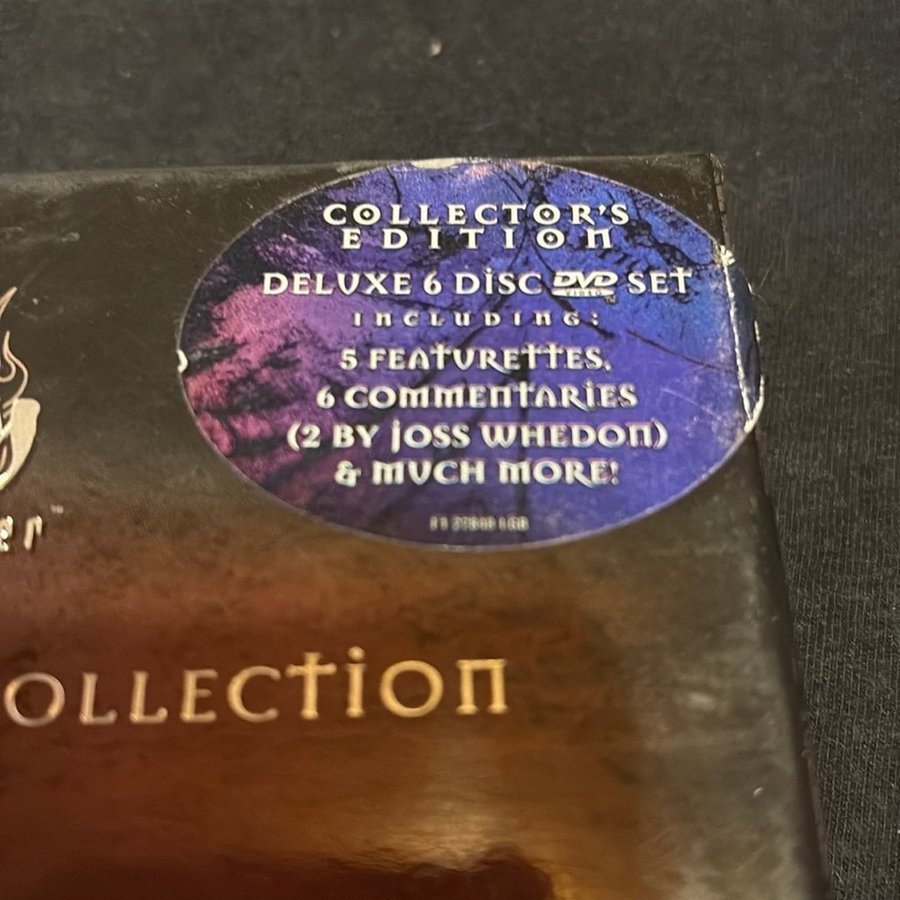 COLLECTOR'S
EDITION
DELUXE 6 DISC DVD SET
VIDEO
INCLUDING:
5 FEATURETTES,
6 COMMENTARIES
(2 BY JOSS WHEDON)
& MUCH MORE!
OLLECTION